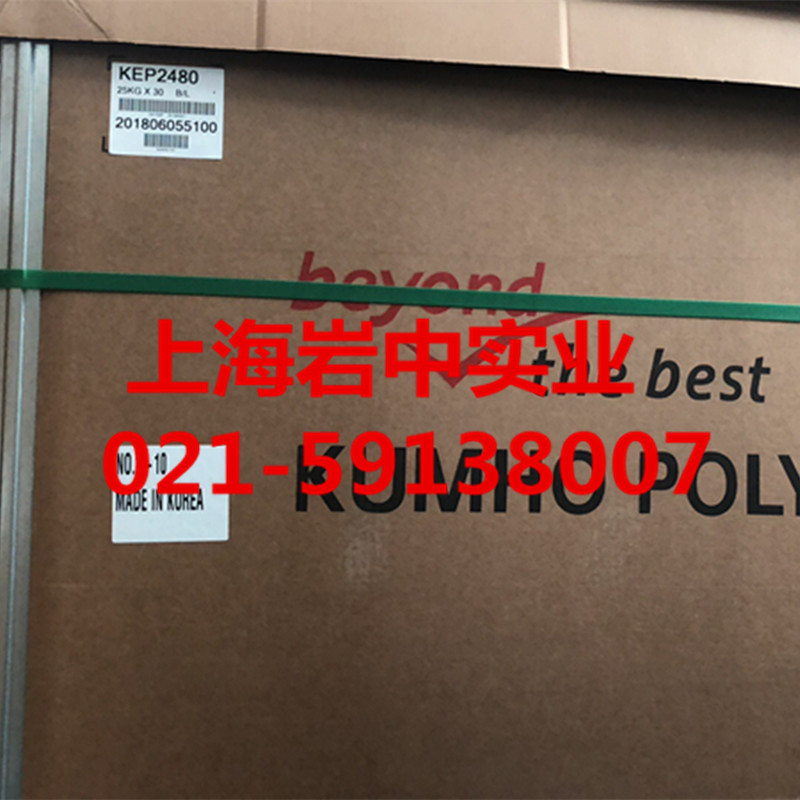 KEP2480
25KG X 30 B/L
201806055100
beyond
上海岩中实业
the best
021-59138007
NO. - 10
MADE IN KOREA
KUMHO POLY